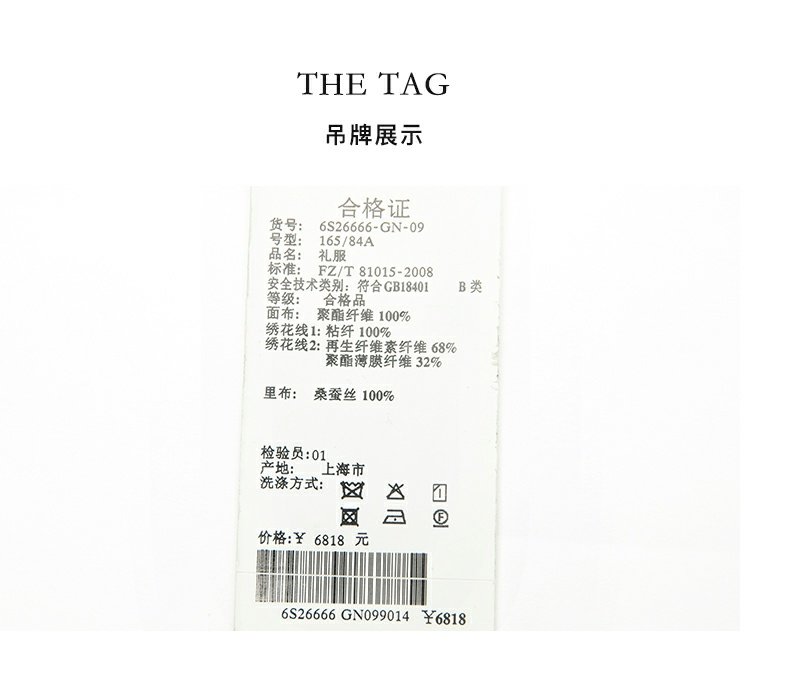 THE TAG
吊牌展示
合格证
货号: 6S26666-GN-09
号型: 165/84A
品名: 礼服
标准: FZ/T 81015-2008
安全技术类别: 符合GB18401 B 类
等级: 合格品
面布: 聚酯纤维 100%
绣花线1: 粘纤 100%
绣花线2: 再生纤维素纤维 68%
聚酯薄膜纤维 32%
里布: 桑蚕丝 100%
检验员:01
产地: 上海市
洗涤方式:
F
价格:¥ 6818 元
6S26666 GN099014 ¥6818